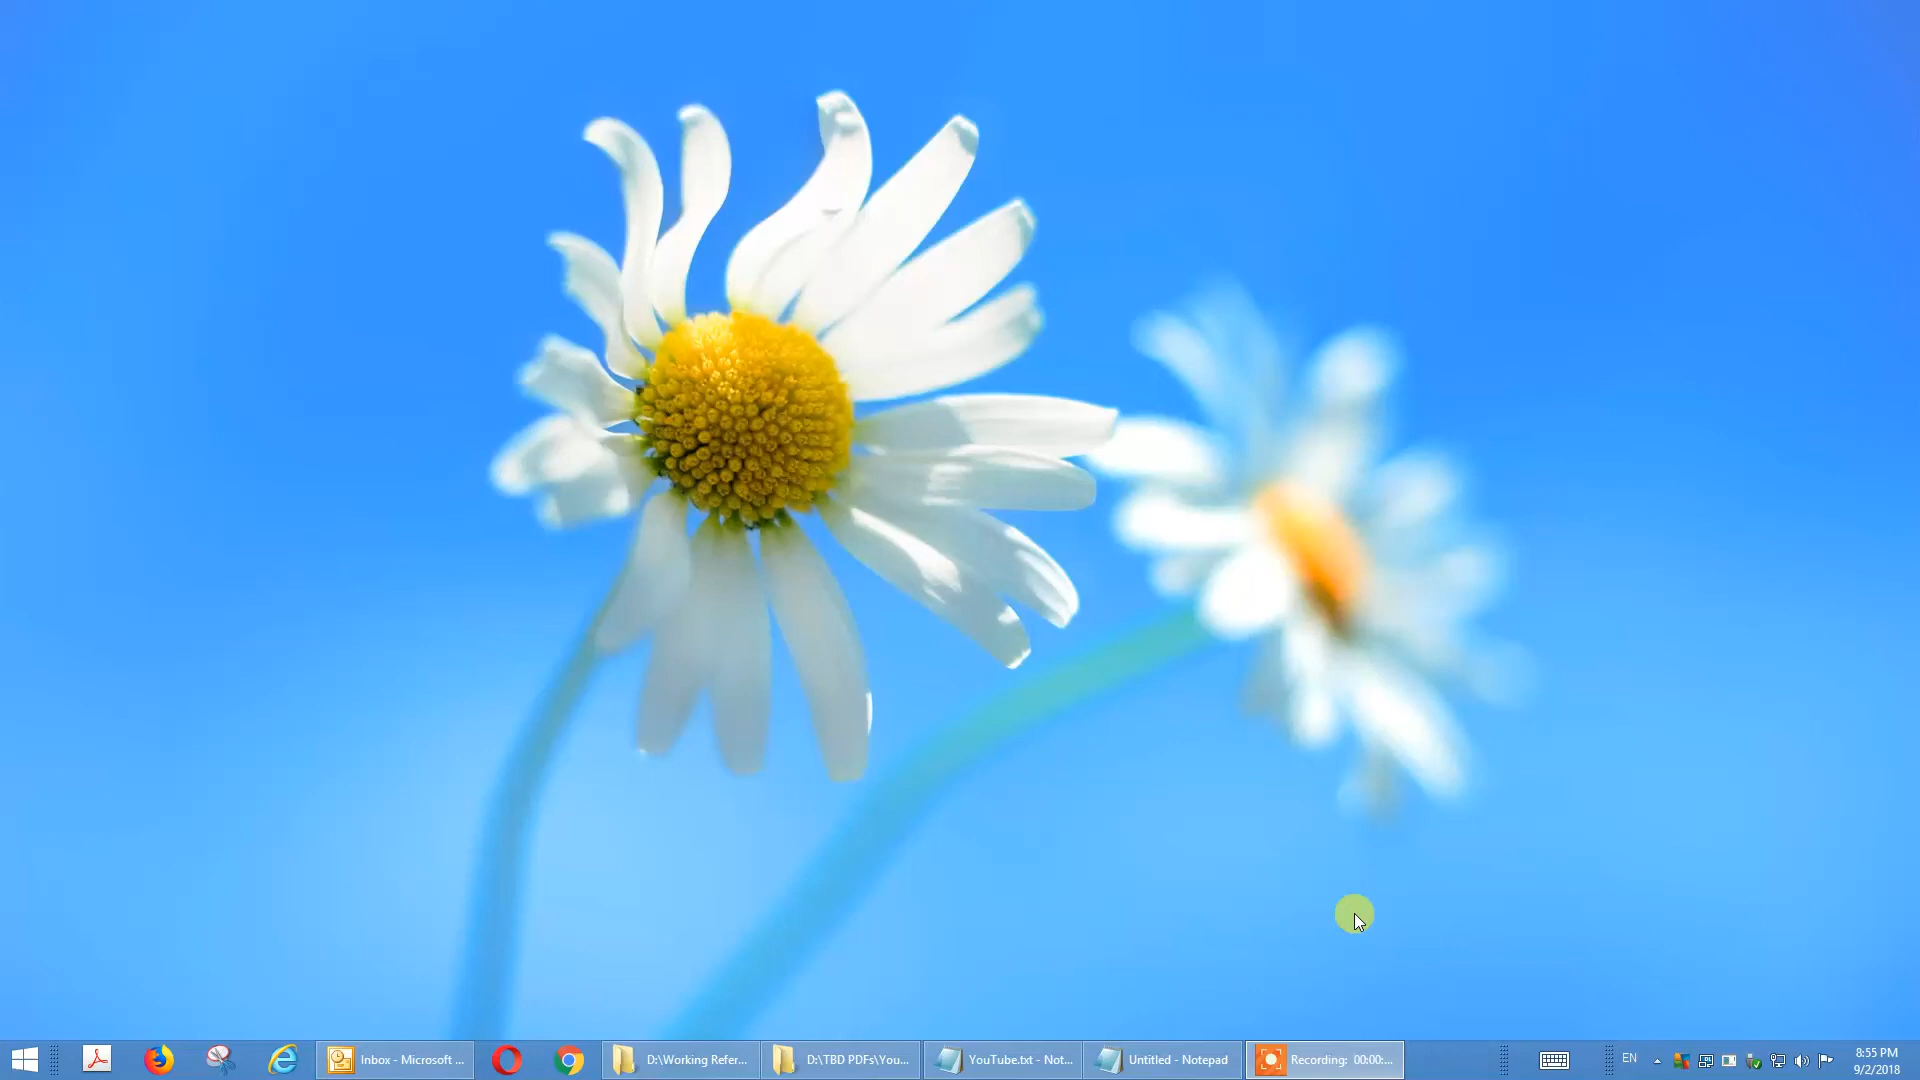 Inbox - Microsoft ...
D:\Working Refer...
D:\TBD PDFs\You...
YouTube.txt - Not...
Untitled - Notepad
Recording:  00:00:...
EN
8:55 PM
9/2/2018